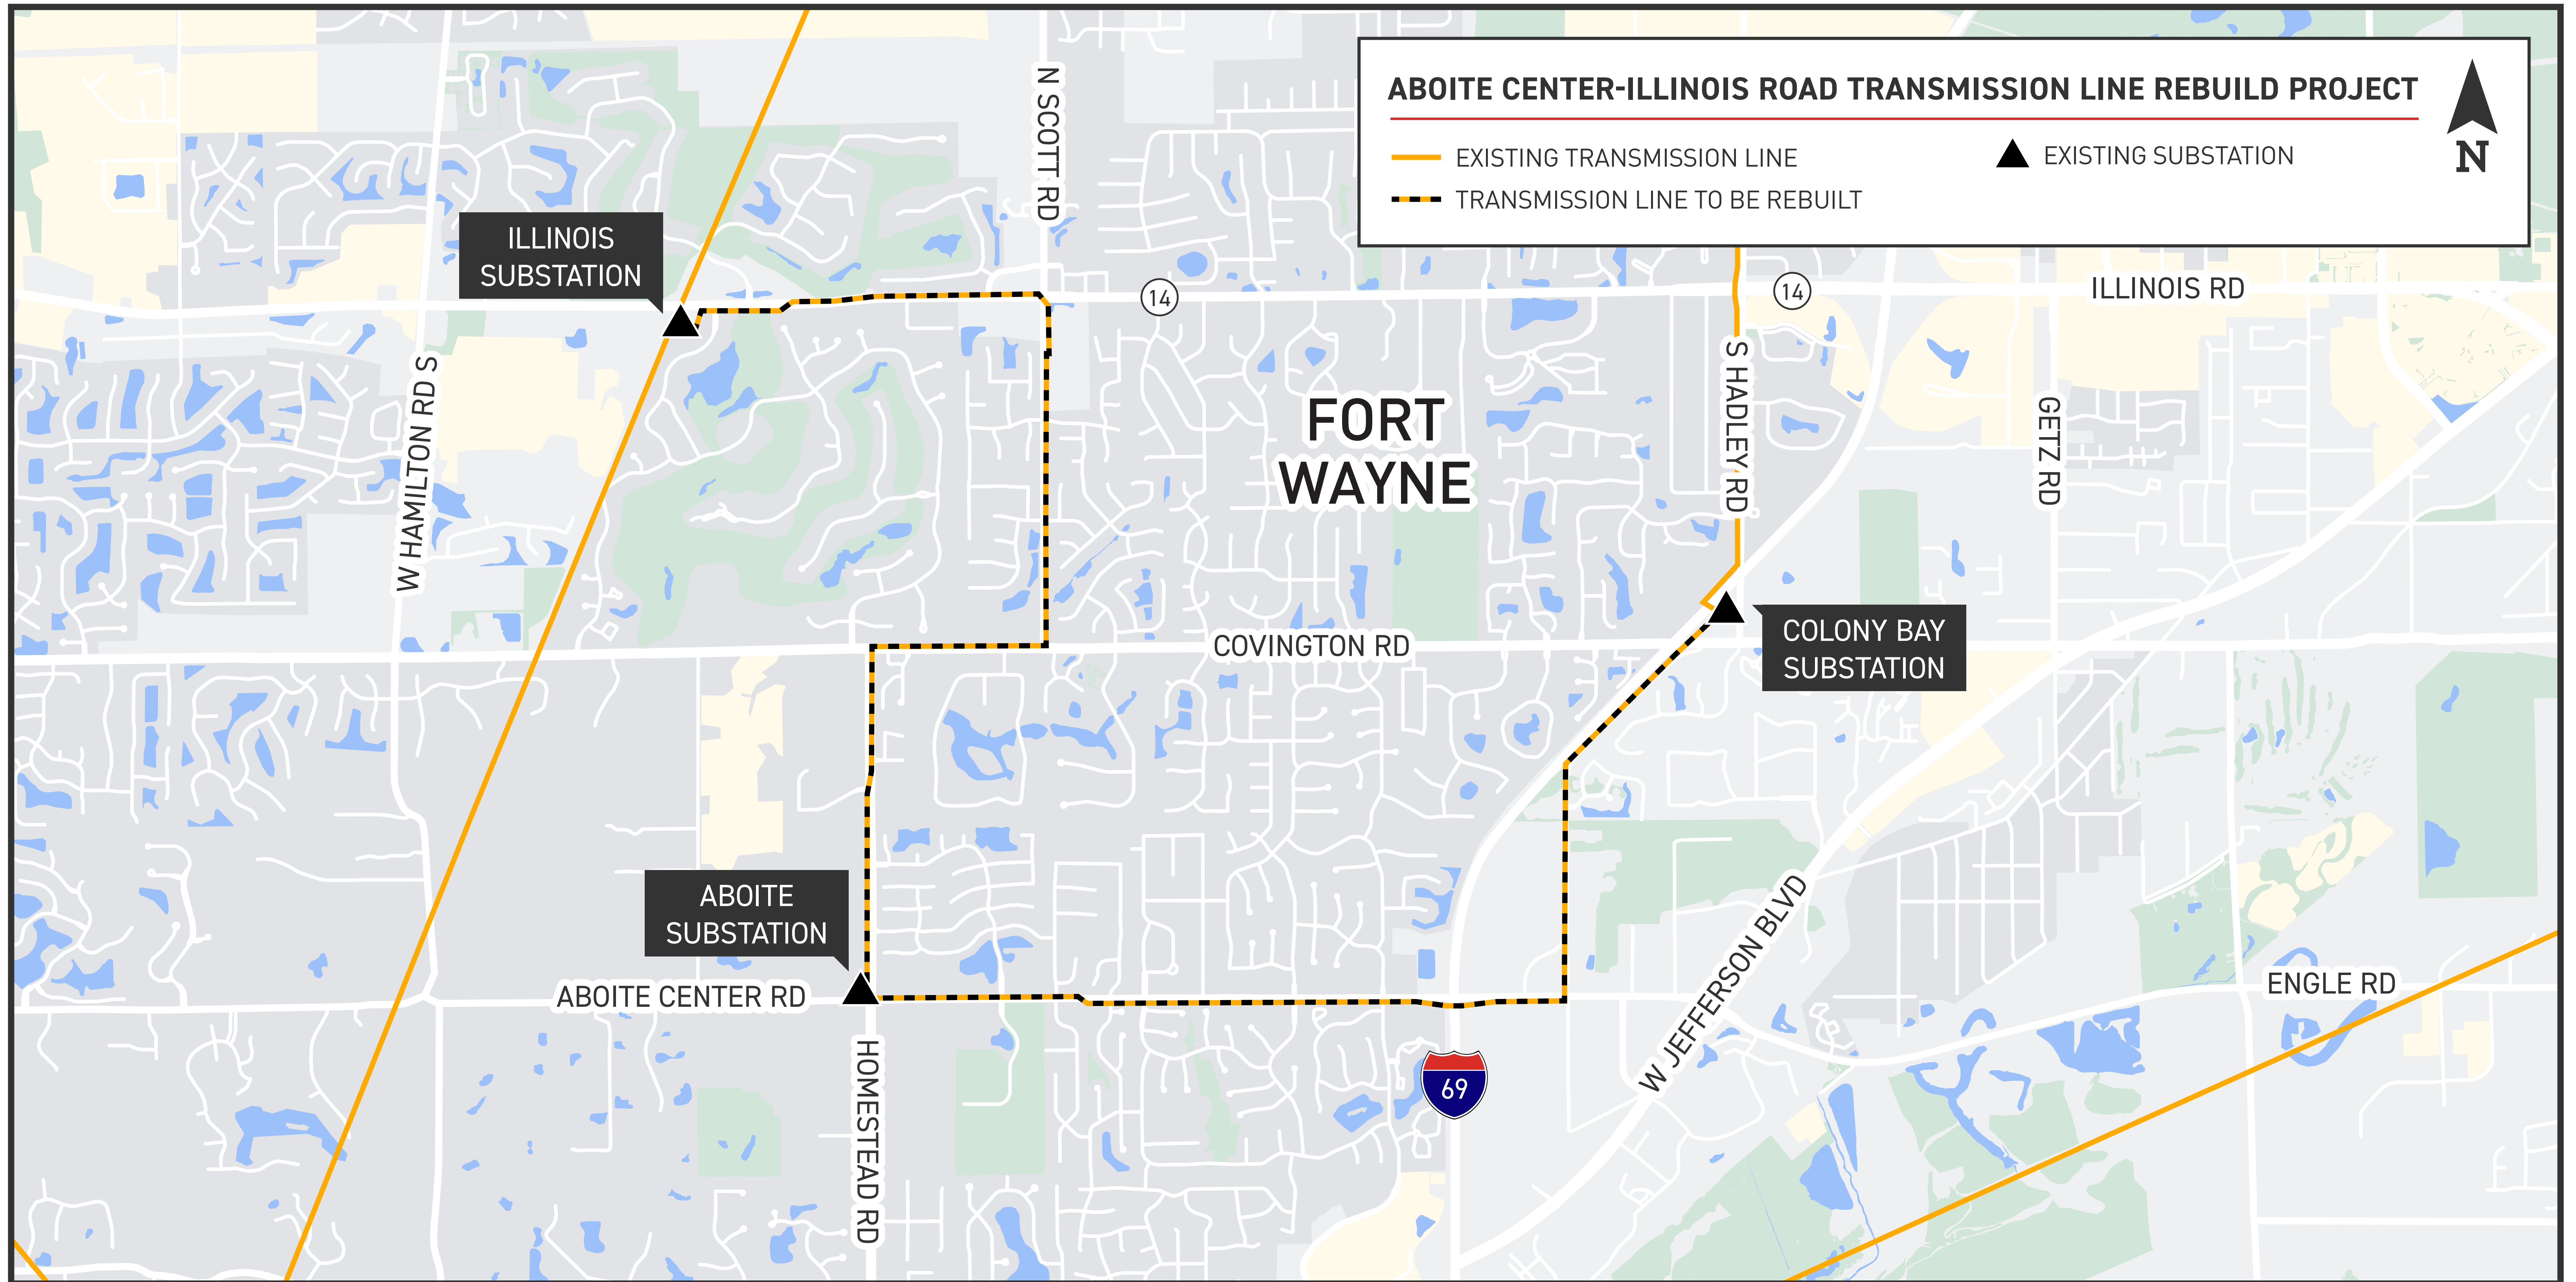 ABOITE CENTER-ILLINOIS ROAD TRANSMISSION LINE REBUILD PROJECT
EXISTING TRANSMISSION LINE
EXISTING SUBSTATION
TRANSMISSION LINE TO BE REBUILT
N
N SCOTT RD
ILLINOIS
SUBSTATION
14
14
ILLINOIS RD
W HAMILTON RD S
FORT
WAYNE
S HADLEY RD
GETZ RD
COVINGTON RD
COLONY BAY
SUBSTATION
ABOITE
SUBSTATION
ABOITE CENTER RD
W JEFFERSON BLVD
ENGLE RD
HOMESTEAD RD
69